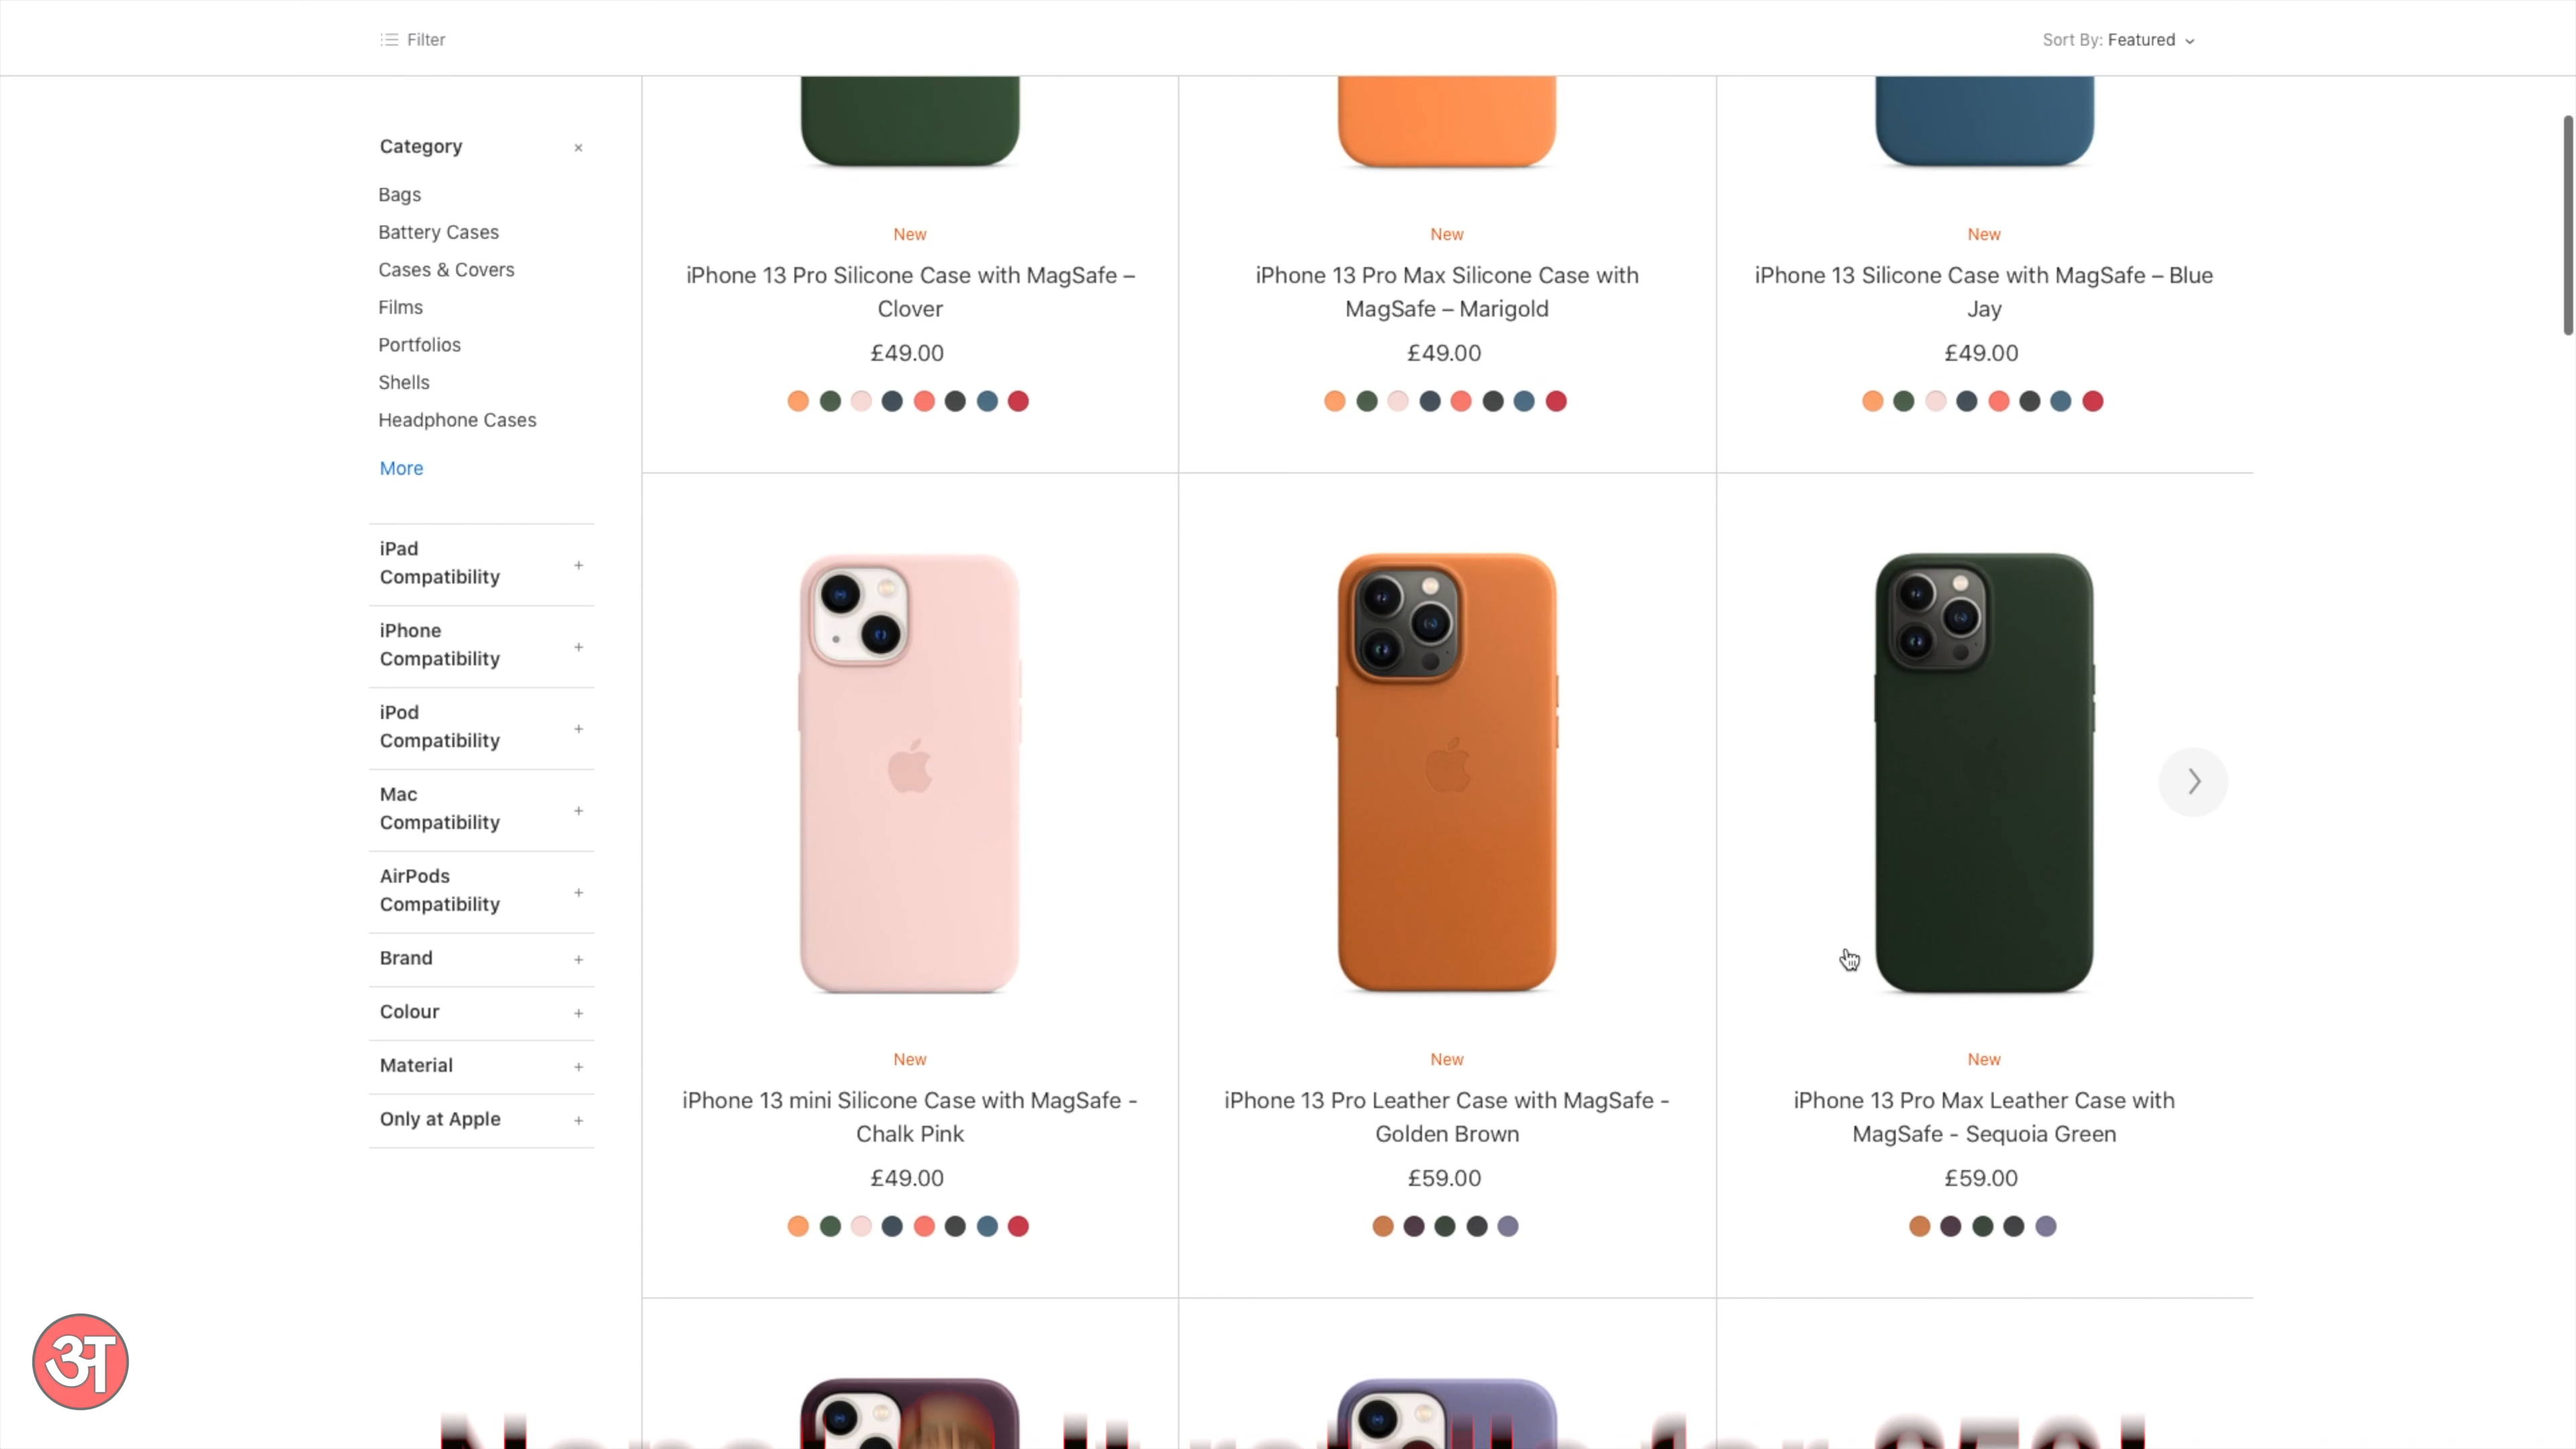 Filter
Sort By: Featured
Category
Bags
Battery Cases
Cases & Covers
Films
Portfolios
Shells
Headphone Cases
More
iPad
Compatibility
iPhone
Compatibility
iPod
Compatibility
Mac
Compatibility
AirPods
Compatibility
Brand
Colour
Material
Only at Apple
New
iPhone 13 Pro Silicone Case with MagSafe –
Clover
£49.00
New
iPhone 13 Pro Max Silicone Case with
MagSafe – Marigold
£49.00
New
iPhone 13 Silicone Case with MagSafe – Blue
Jay
£49.00
New
iPhone 13 mini Silicone Case with MagSafe -
Chalk Pink
£49.00
New
iPhone 13 Pro Leather Case with MagSafe -
Golden Brown
£59.00
New
iPhone 13 Pro Max Leather Case with
MagSafe - Sequoia Green
£59.00
अ